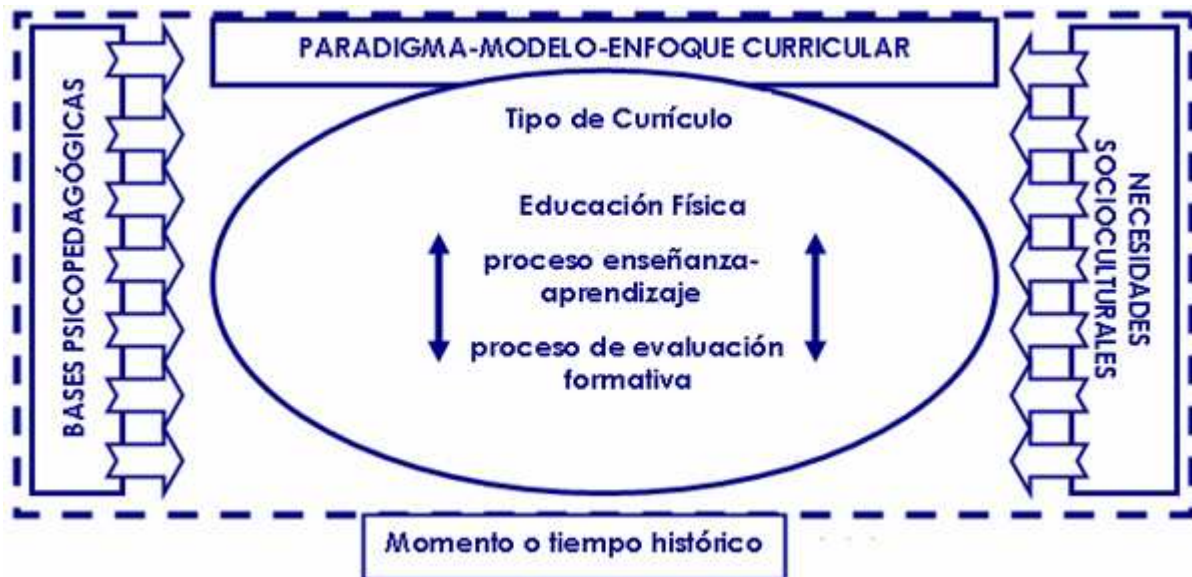 PARADIGMA-MODELO-ENFOQUE CURRICULAR
BASES PSICOPEDAGÓGICAS
Tipo de Currículo
Educación Física
proceso enseñanza-
aprendizaje
proceso de evaluación
formativa
NECESIDADES
SOCIOCULTURALES
Momento o tiempo histórico